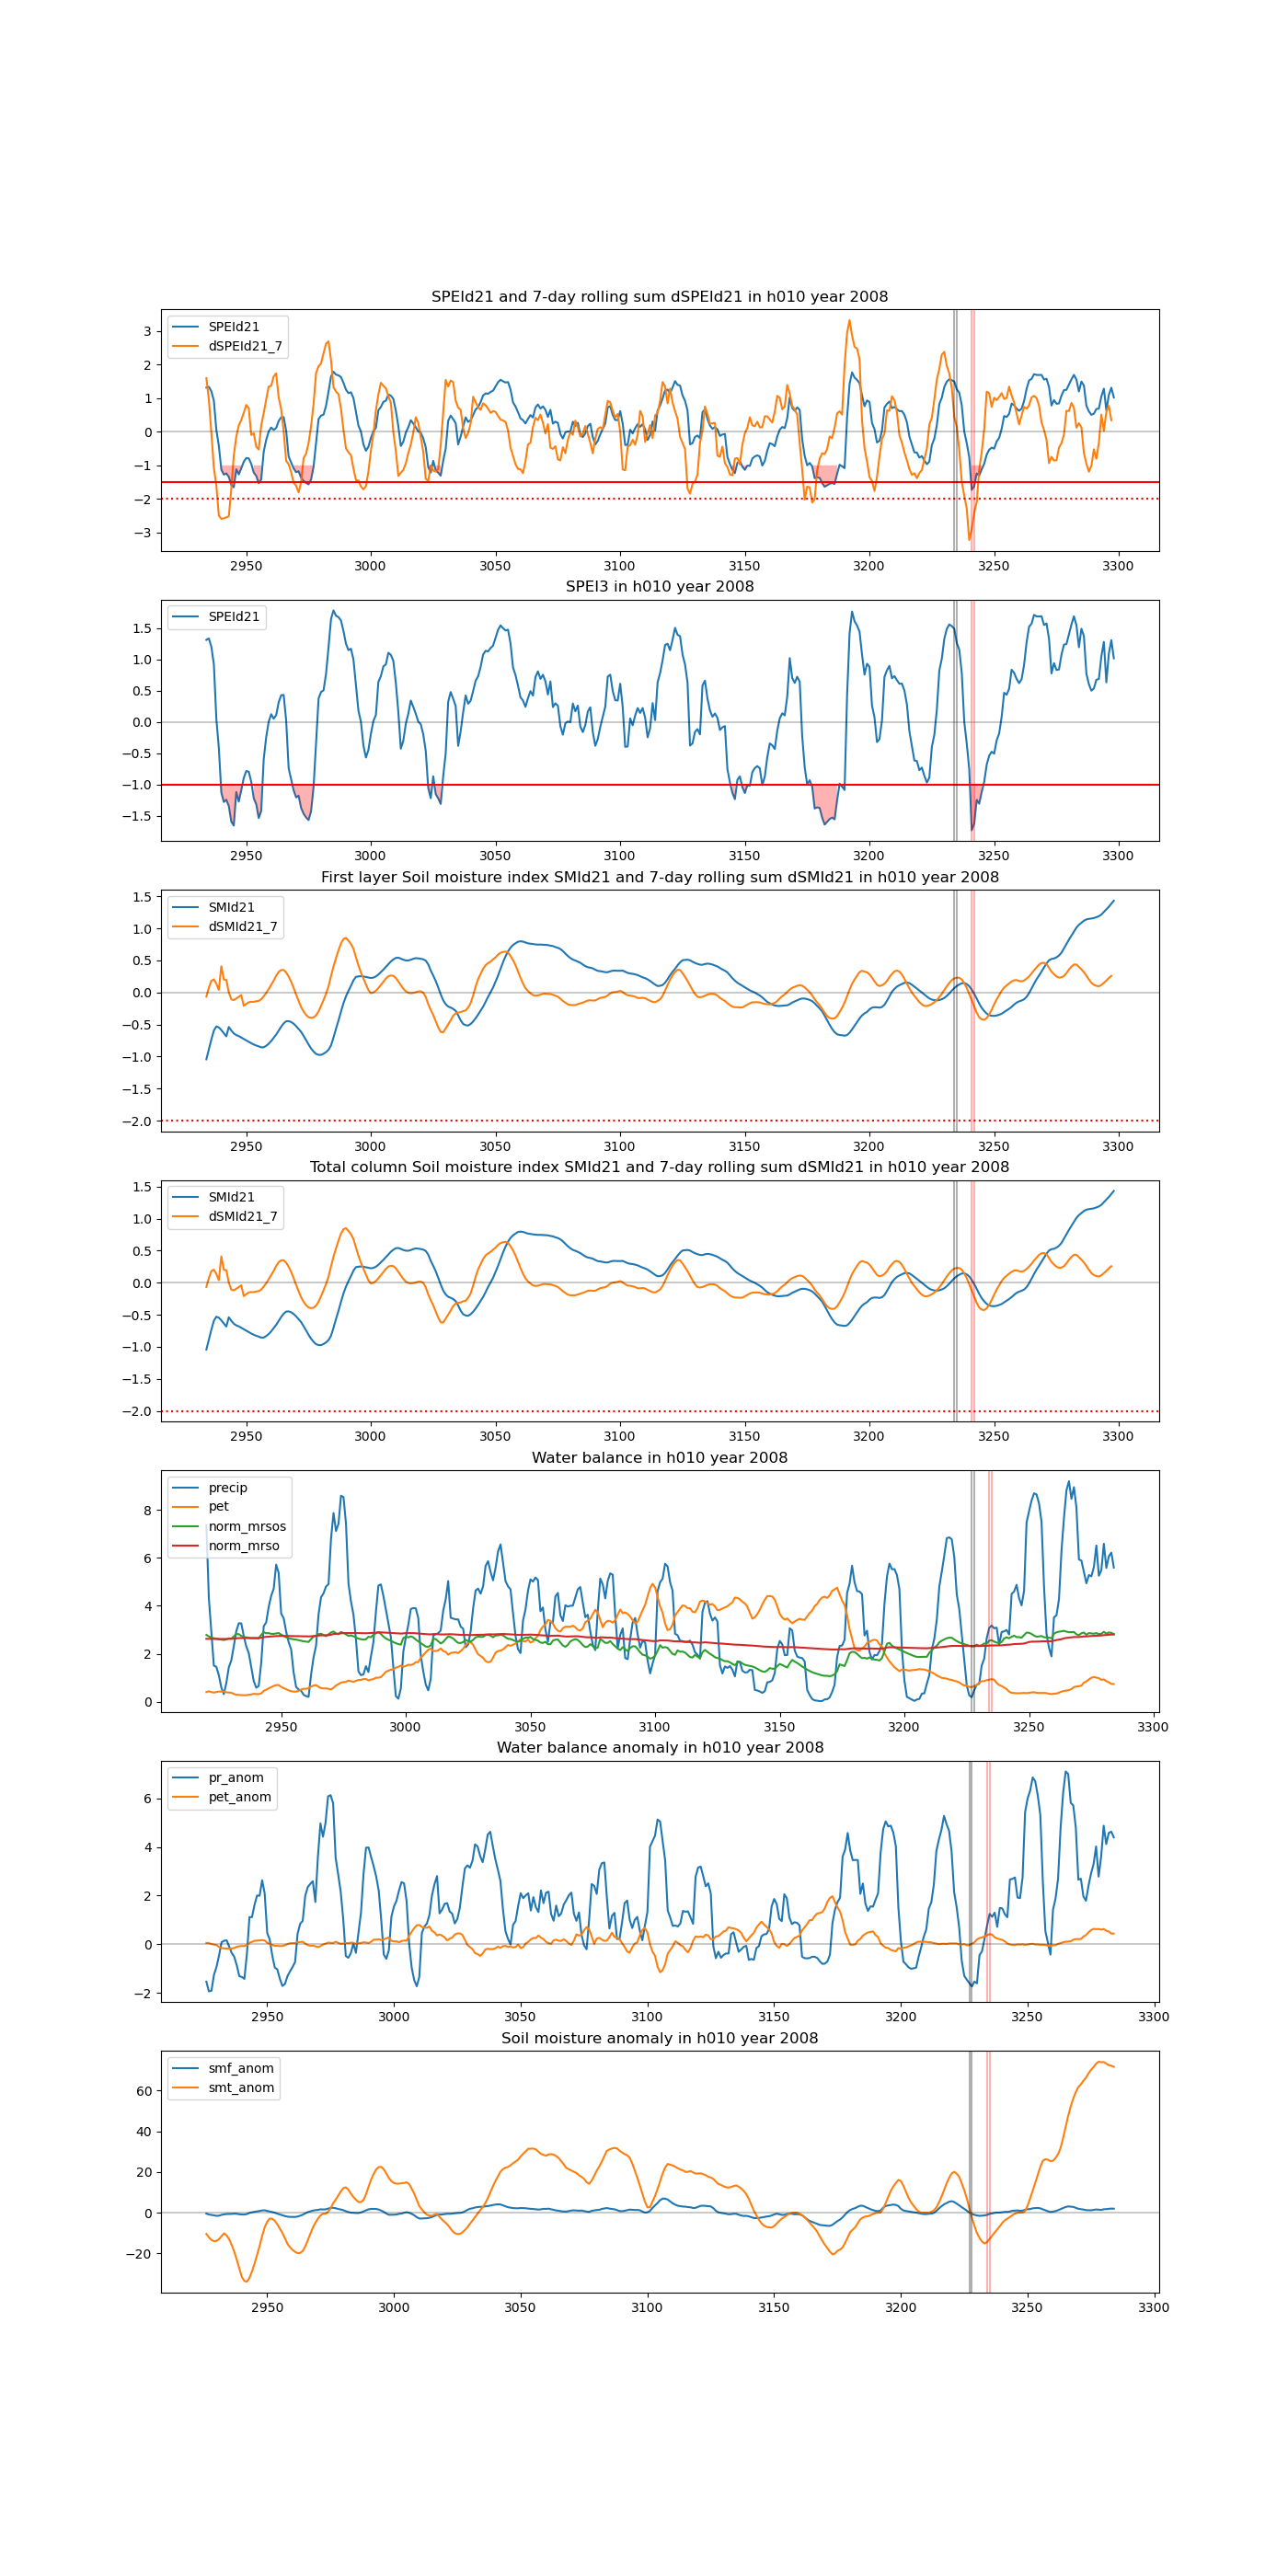 SPEId21 and 7-day rolling sum dSPEId21 in h010 year 2008
SPEId21
dSPEId21_7
3
2
1
0
−1
−2
−3
2950 3000 3050 3100 3150 3200 3250 3300
SPEI3 in h010 year 2008
SPEId21
1.5
1.0
0.5
0.0
−0.5
−1.0
−1.5
2950 3000 3050 3100 3150 3200 3250 3300
First layer Soil moisture index SMId21 and 7-day rolling sum dSMId21 in h010 year 2008
SMId21
dSMId21_7
1.5
1.0
0.5
0.0
−0.5
−1.0
−1.5
−2.0
2950 3000 3050 3100 3150 3200 3250 3300
Total column Soil moisture index SMId21 and 7-day rolling sum dSMId21 in h010 year 2008
SMId21
dSMId21_7
1.5
1.0
0.5
0.0
−0.5
−1.0
−1.5
−2.0
2950 3000 3050 3100 3150 3200 3250 3300
Water balance in h010 year 2008
precip
pet
norm_mrsos
norm_mrso
8
6
4
2
0
2950 3000 3050 3100 3150 3200 3250 3300
Water balance anomaly in h010 year 2008
pr_anom
pet_anom
6
4
2
0
−2
2950 3000 3050 3100 3150 3200 3250 3300
Soil moisture anomaly in h010 year 2008
smf_anom
smt_anom
60
40
20
0
−20
2950 3000 3050 3100 3150 3200 3250 3300